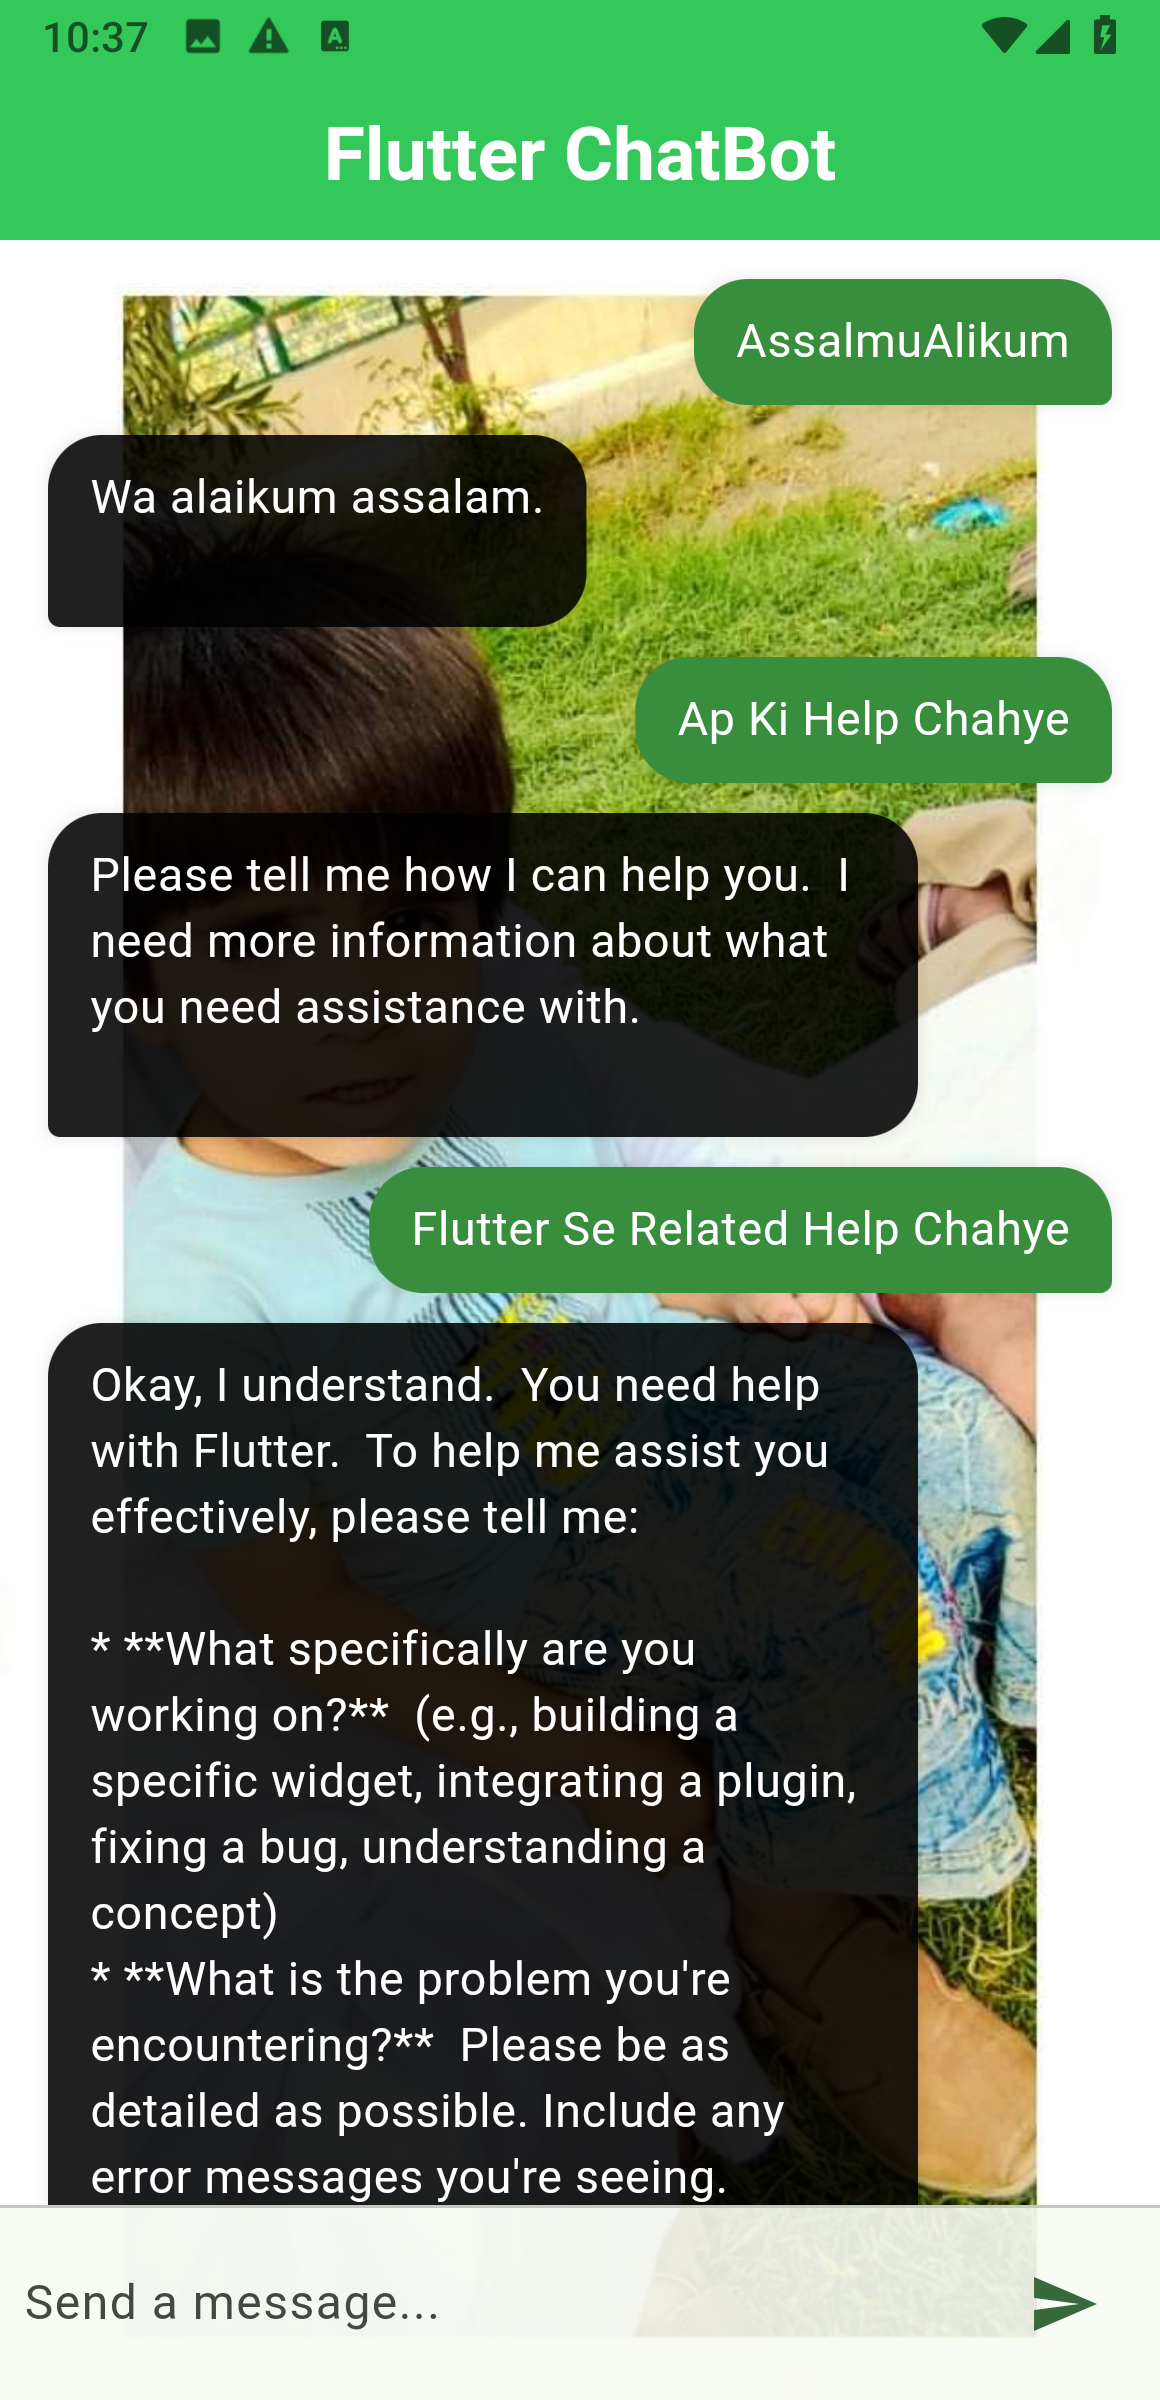 10:37
Flutter ChatBot
AssalmuAlikum
Wa alaikum assalam.
Ap Ki Help Chahye
Please tell me how I can help you.  I
need more information about what
you need assistance with.
Flutter Se Related Help Chahye
Okay, I understand.  You need help
with Flutter.  To help me assist you
effectively, please tell me:
* **What specifically are you
working on?**  (e.g., building a
specific widget, integrating a plugin,
fixing a bug, understanding a
concept)
* **What is the problem you're
encountering?**  Please be as
detailed as possible. Include any
error messages you're seeing.
Send a message...